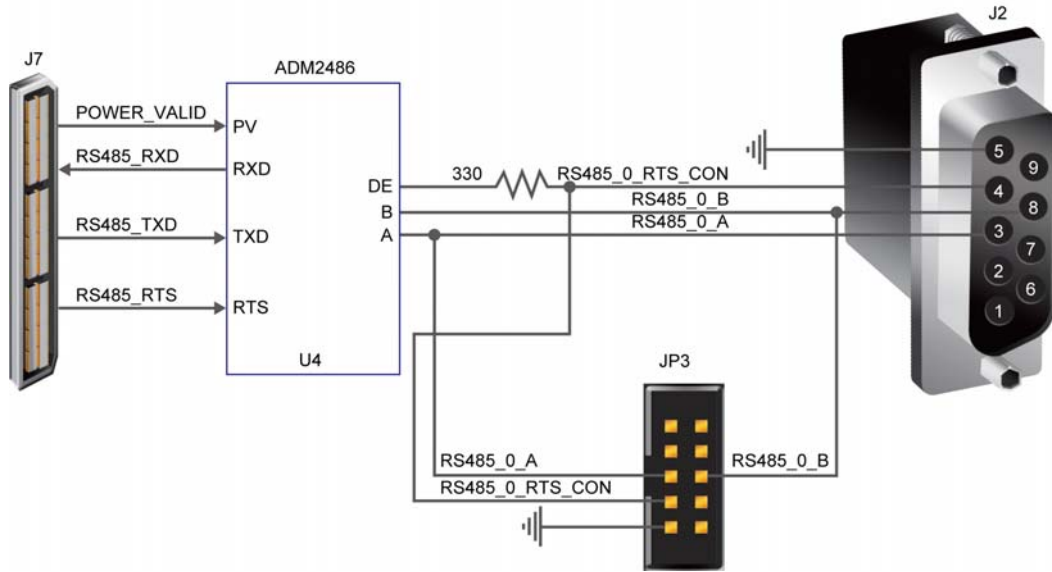 J2
J7
ADM2486
POWER_VALID
PV
RS485_RXD
RXD
5
9
330
RS485_0_RTS_CON
DE
4
RS485_0_B
8
B
RS485_TXD
TXD
RS485_0_A
A
3
7
2
6
RS485_RTS
RTS
1
U4
JP3
RS485_0_A
RS485_0_B
RS485_0_RTS_CON